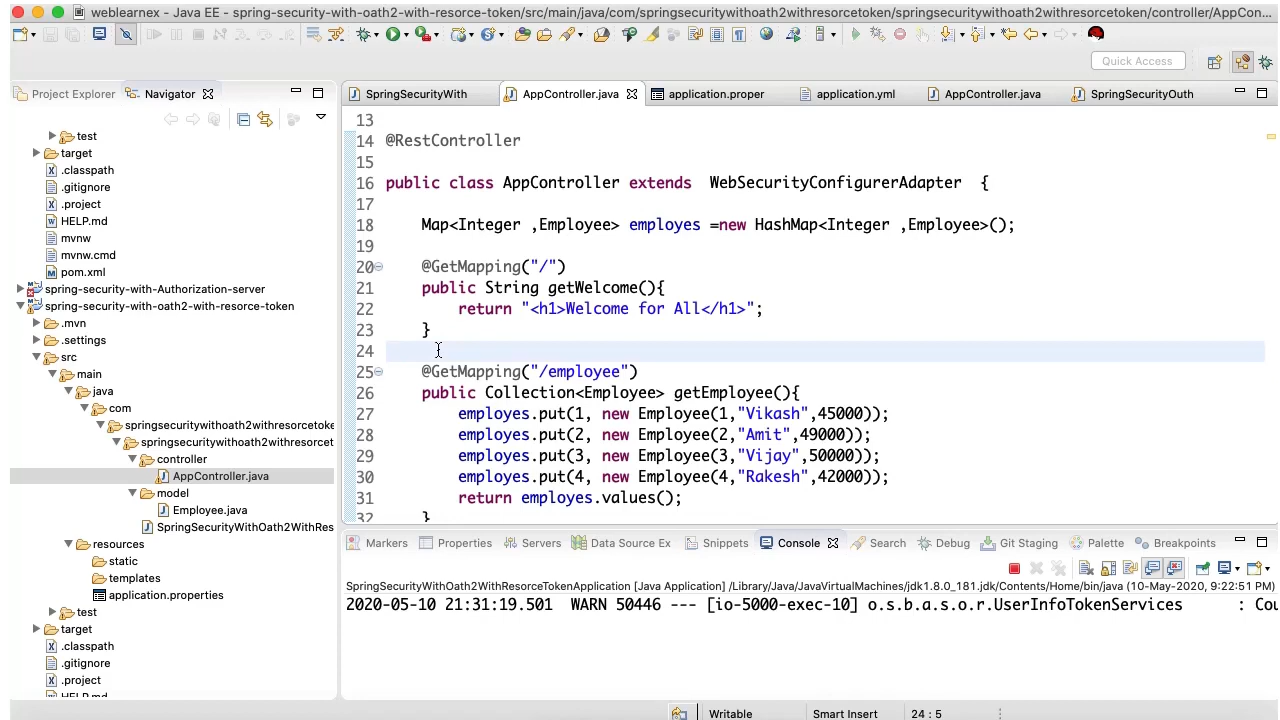 weblearnex - Java EE - spring-security-with-oath2-with-resorce-token/src/main/java/com/springsecuritywithoath2withresorcetoken/springsecuritywithoath2withresorcetoken/controller/AppCon...
Quick Access
Project Explorer Navigator
test
target
.classpath
.gitignore
.project
HELP.md
mvnw
mvnw.cmd
pom.xml
spring-security-with-Authorization-server
spring-security-with-oath2-with-resorce-token
.mvn
.settings
src
main
java
com
springsecuritywithoath2withresorcetoke
springsecuritywithoath2withresorcet
controller
AppController.java
model
Employee.java
SpringSecurityWithOath2WithRes
resources
static
templates
application.properties
test
target
.classpath
.gitignore
.project
HELP.md
SpringSecurityWith AppController.java application.proper application.yml AppController.java SpringSecurityOuth
13
14 @RestController
15
16 public class AppController extends WebSecurityConfigurerAdapter {
17
18 Map<Integer ,Employee> employes =new HashMap<Integer ,Employee>();
19
20 @GetMapping("/")
21 public String getWelcome(){
22 return "<h1>Welcome for All</h1>";
23 }
24
25 @GetMapping("/employee")
26 public Collection<Employee> getEmployee(){
27 employes.put(1, new Employee(1,"Vikash",45000));
28 employes.put(2, new Employee(2,"Amit",49000));
29 employes.put(3, new Employee(3,"Vijay",50000));
30 employes.put(4, new Employee(4,"Rakesh",42000));
31 return employes.values();
32 }
Markers Properties Servers Data Source Ex Snippets Console Search Debug Git Staging Palette Breakpoints
SpringSecurityWithOath2WithResorceTokenApplication [Java Application] /Library/Java/JavaVirtualMachines/jdk1.8.0_181.jdk/Contents/Home/bin/java (10-May-2020, 9:22:51 PM)
2020-05-10 21:31:19.501 WARN 50446 --- [io-5000-exec-10] o.s.b.a.s.o.r.UserInfoTokenServices : Cou
Writable Smart Insert 24 : 5